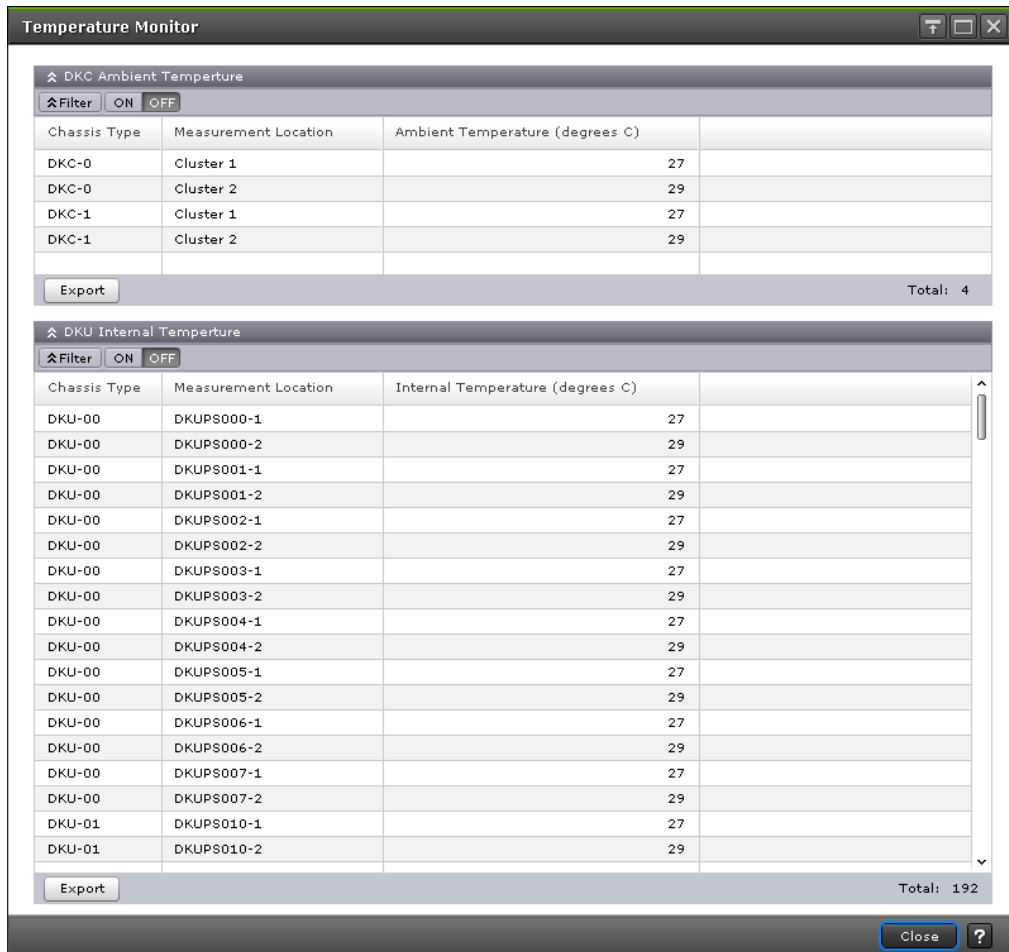 Temperature Monitor
DKC Ambient Temperture
Filter ON OFF
Chassis Type Measurement Location Ambient Temperature (degrees C)
DKC-0 Cluster 1 27
DKC-0 Cluster 2 29
DKC-1 Cluster 1 27
DKC-1 Cluster 2 29
Export Total: 4
DKU Internal Temperture
Filter ON OFF
Chassis Type Measurement Location Internal Temperature (degrees C)
DKU-00 DKUPS000-1 27
DKU-00 DKUPS000-2 29
DKU-00 DKUPS001-1 27
DKU-00 DKUPS001-2 29
DKU-00 DKUPS002-1 27
DKU-00 DKUPS002-2 29
DKU-00 DKUPS003-1 27
DKU-00 DKUPS003-2 29
DKU-00 DKUPS004-1 27
DKU-00 DKUPS004-2 29
DKU-00 DKUPS005-1 27
DKU-00 DKUPS005-2 29
DKU-00 DKUPS006-1 27
DKU-00 DKUPS006-2 29
DKU-00 DKUPS007-1 27
DKU-00 DKUPS007-2 29
DKU-01 DKUPS010-1 27
DKU-01 DKUPS010-2 29
Export Total: 192
Close ?